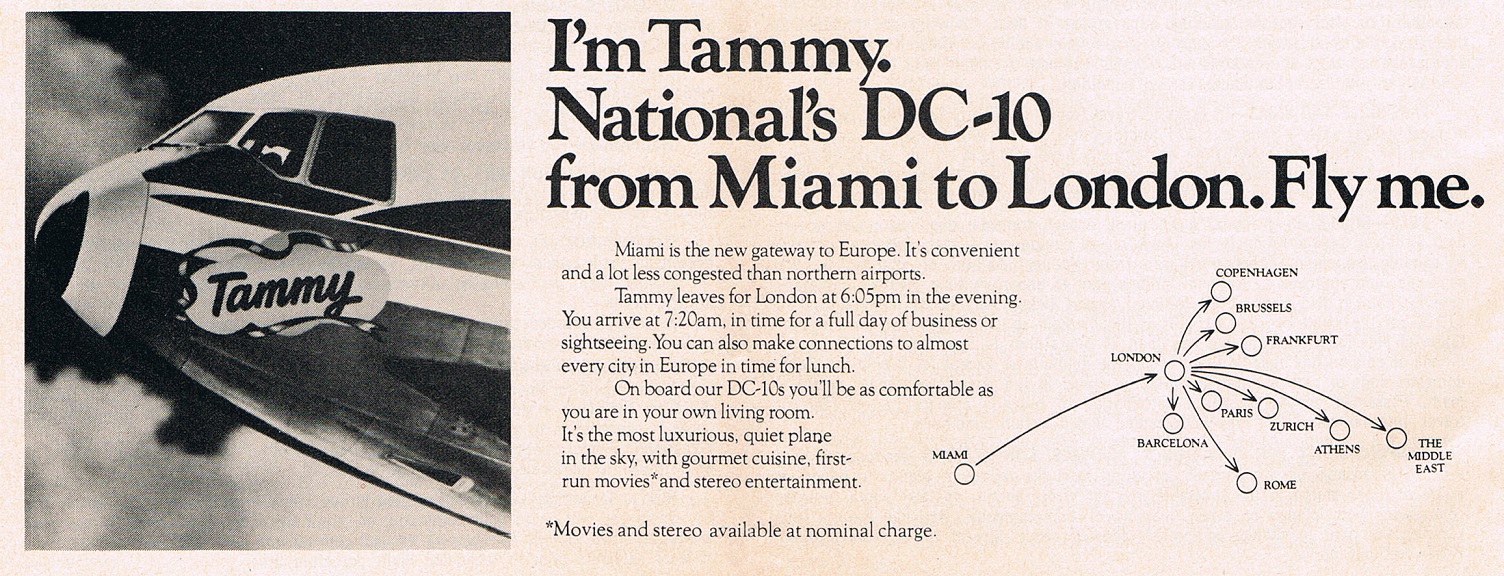 Tammy
I'm Tammy.
National's DC-10
from Miami to London. Fly me.
Miami is the new gateway to Europe. It's convenient
and a lot less congested than northern airports.
Tammy leaves for London at 6:05pm in the evening.
You arrive at 7:20am, in time for a full day of business or
sightseeing. You can also make connections to almost
every city in Europe in time for lunch.
On board our DC-10s you'll be as comfortable as
you are in your own living room.
It's the most luxurious, quiet plane
in the sky, with gourmet cuisine, first-
run movies* and stereo entertainment.
*Movies and stereo available at nominal charge.
COPENHAGEN
BRUSSELS
FRANKFURT
LONDON
PARIS
ZURICH
BARCELONA
ATHENS
THE
MIDDLE
EAST
MIAMI
ROME